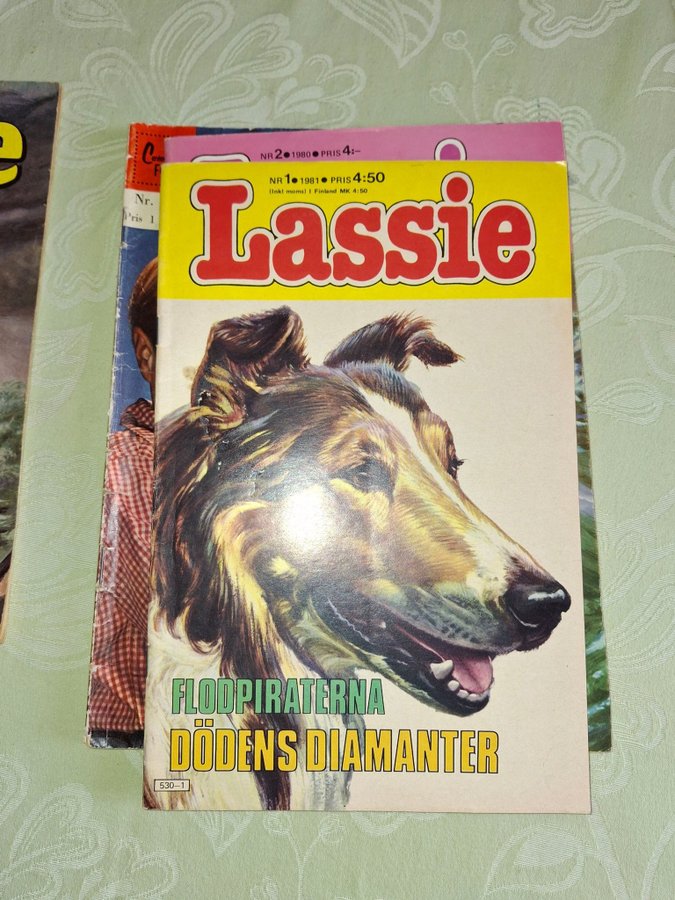 NR 2 • 1980 • PRIS 4:-
NR 1 • 1981 • PRIS 4:50
(Inkl moms) I Finland MK 4:50
Lassie
Nr.
Pris 1
FLODPIRATERNA
DÖDENS DIAMANTER
530-1
e